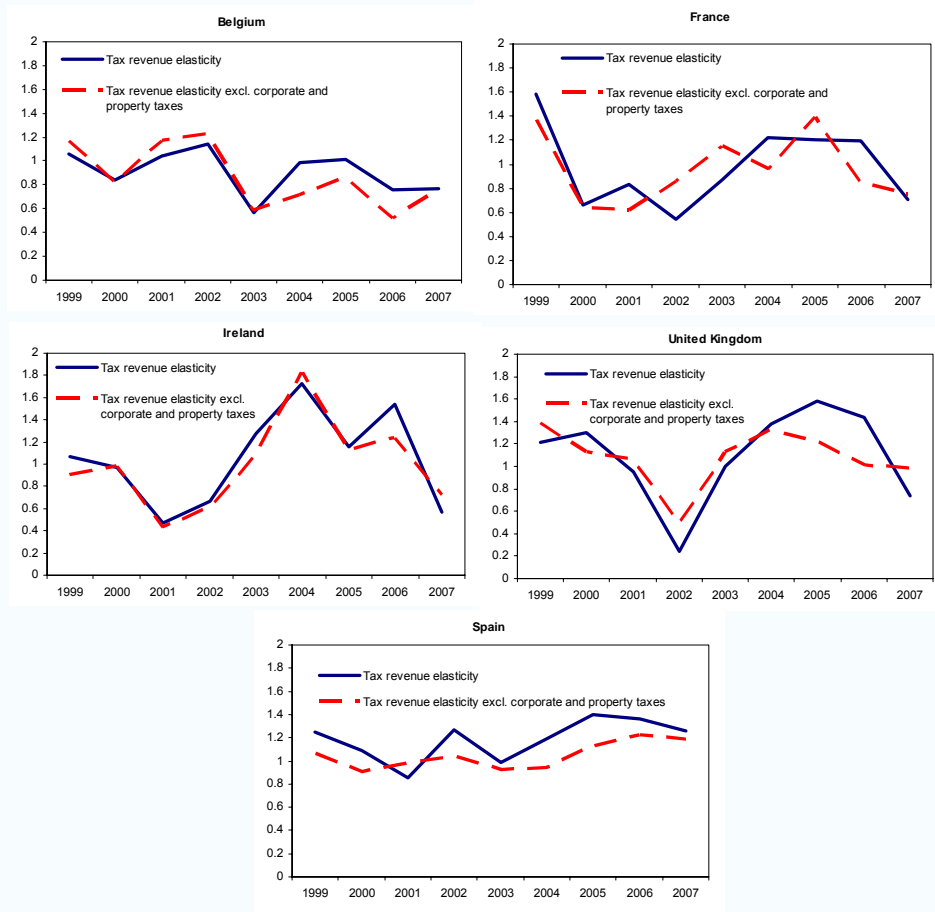 Belgium
2
1.8
1.6
1.4
1.2
1
0.8
0.6
0.4
0.2
0
Tax revenue elasticity
Tax revenue elasticity excl. corporate and
property taxes
1999 2000 2001 2002 2003 2004 2005 2006 2007
France
2
1.8
1.6
1.4
1.2
1
0.8
0.6
0.4
0.2
0
Tax revenue elasticity
Tax revenue elasticity excl. corporate and
property taxes
1999 2000 2001 2002 2003 2004 2005 2006 2007
Ireland
2
1.8
1.6
1.4
1.2
1
0.8
0.6
0.4
0.2
0
Tax revenue elasticity
Tax revenue elasticity excl.
corporate and property taxes
1999 2000 2001 2002 2003 2004 2005 2006 2007
United Kingdom
2
1.8
1.6
1.4
1.2
1
0.8
0.6
0.4
0.2
0
Tax revenue elasticity
Tax revenue elasticity excl.
corporate and property taxes
1999 2000 2001 2002 2003 2004 2005 2006 2007
Spain
2
1.8
1.6
1.4
1.2
1
0.8
0.6
0.4
0.2
0
Tax revenue elasticity
Tax revenue elasticity excl. corporate and property taxes
1999 2000 2001 2002 2003 2004 2005 2006 2007